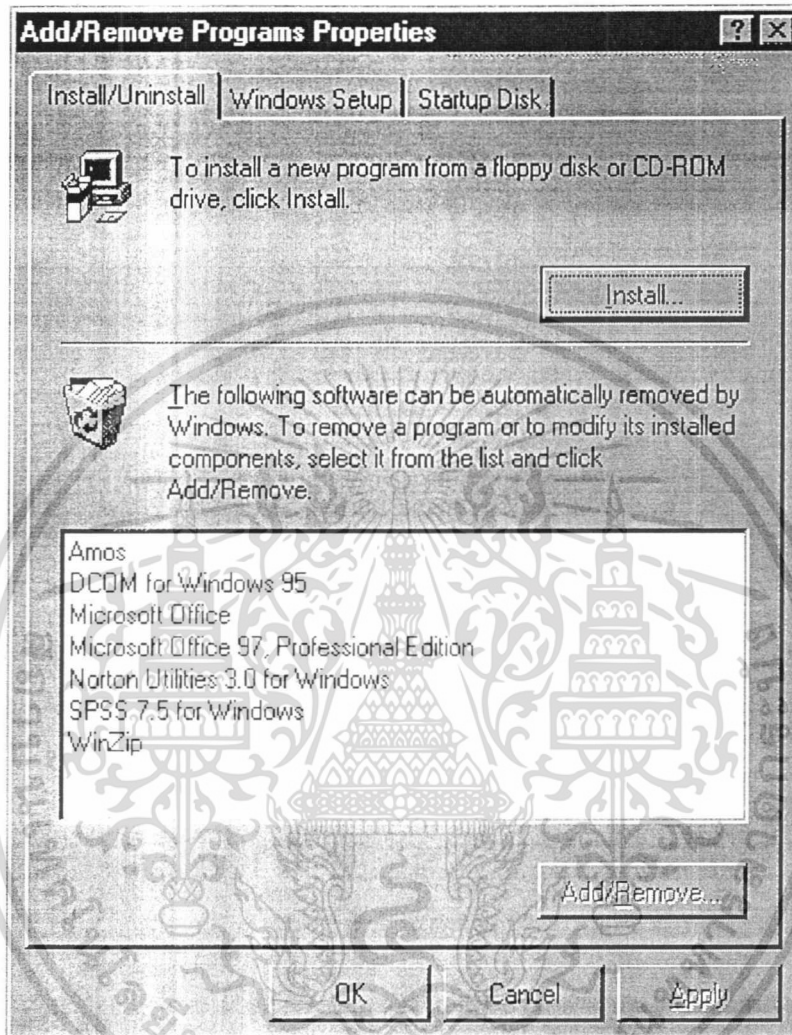 Add/Remove Programs Properties
Install/Uninstall Windows Setup Startup Disk
To install a new program from a floppy disk or CD-ROM
drive, click Install.
Install...
The following software can be automatically removed by
Windows. To remove a program or to modify its installed
components, select it from the list and click
Add/Remove.
Amos
DCOM for Windows 95
Microsoft Office
Microsoft Office 97, Professional Edition
Norton Utilities 3.0 for Windows
SPSS 7.5 for Windows
WinZip
Add/Remove...
OK Cancel Apply